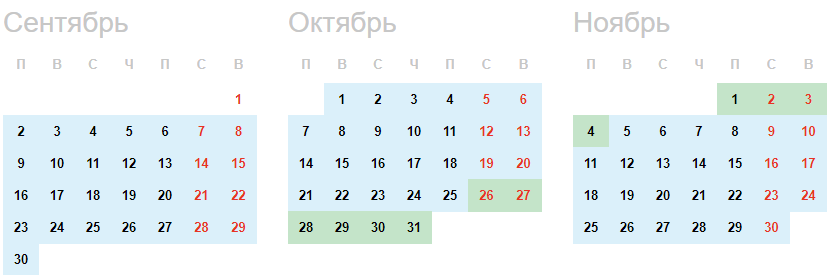 Сентябрь
П В С Ч П С В
1
2 3 4 5 6 7 8
9 10 11 12 13 14 15
16 17 18 19 20 21 22
23 24 25 26 27 28 29
30
Октябрь
П В С Ч П С В
1 2 3 4 5 6
7 8 9 10 11 12 13
14 15 16 17 18 19 20
21 22 23 24 25 26 27
28 29 30 31
Ноябрь
П В С Ч П С В
1 2 3
4 5 6 7 8 9 10
11 12 13 14 15 16 17
18 19 20 21 22 23 24
25 26 27 28 29 30